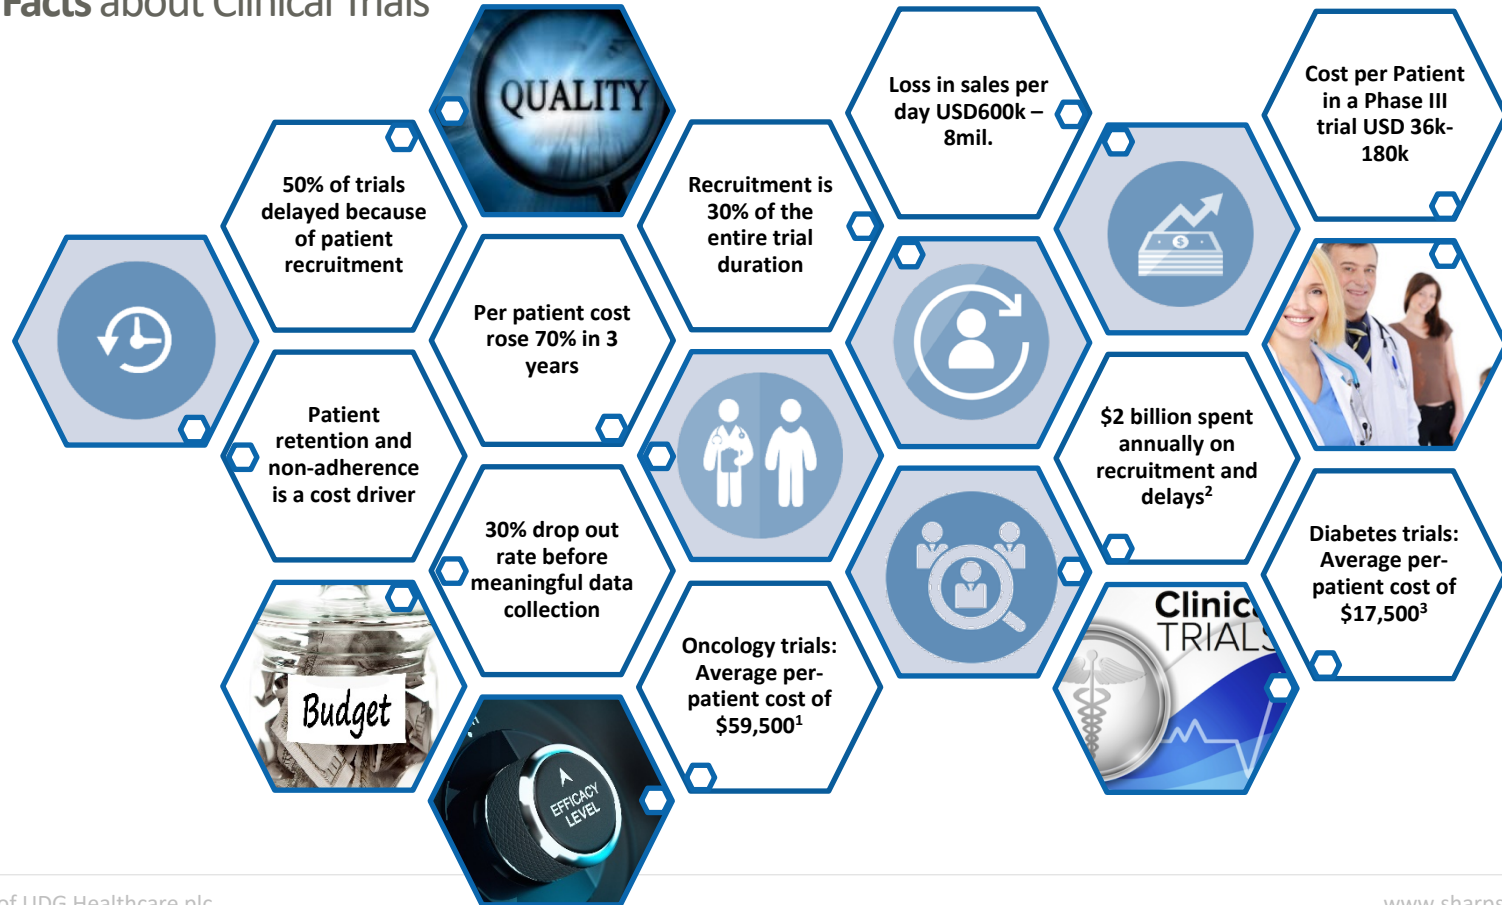 Facts about Clinical Trials
QUALITY
Loss in sales per
day USD600k –
8mil.
Cost per Patient
in a Phase III
trial USD 36k-
180k
50% of trials
delayed because
of patient
recruitment
Recruitment is
30% of the
entire trial
duration
Per patient cost
rose 70% in 3
years
Patient
retention and
non-adherence
is a cost driver
$2 billion spent
annually on
recruitment and
delays²
30% drop out
rate before
meaningful data
collection
Diabetes trials:
Average per-
patient cost of
$17,500³
Oncology trials:
Average per-
patient cost of
$59,500¹
Budget
EFFICACY
LEVEL
Clinic
TRIALS
of UDG Healthcare plc
www.sharps